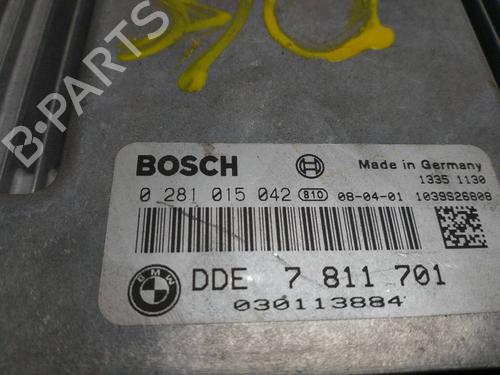 B-PARTS
BOSCH Made in Germany
1335 1130
0 281 015 042 810 08-04-01 1039S26808
BMW DDE 7 811 701
030113884